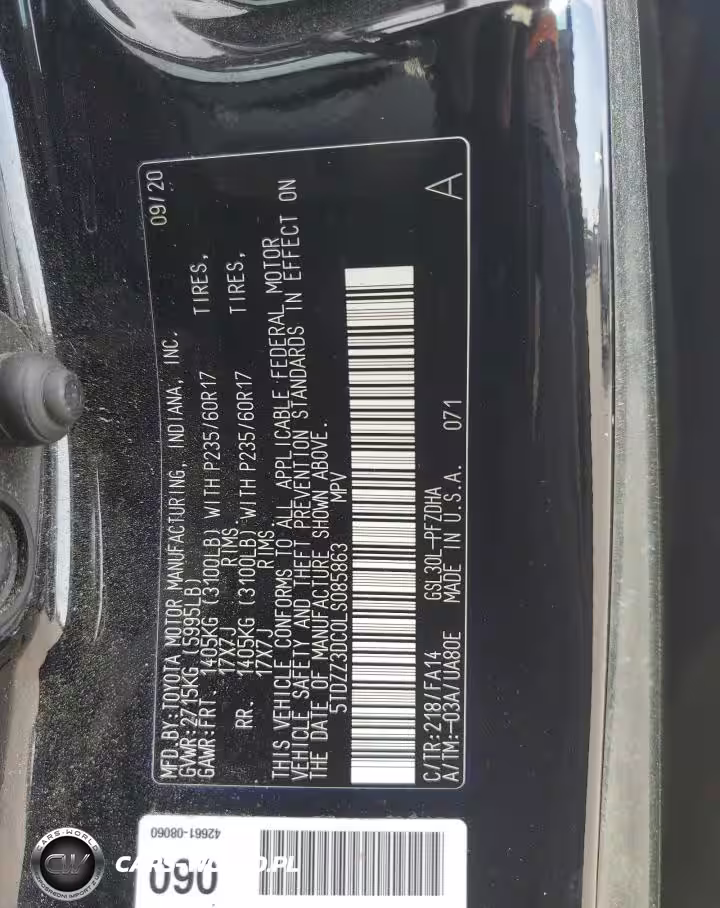 MFD.BY:TOYOTA MOTOR MANUFACTURING, INDIANA, INC. 09/20
GVWR:2715KG (5995LB)
GAWR:FRT. 1405KG (3100LB) WITH P235/60R17 TIRES,
17X7J RIMS.
RR. 1405KG (3100LB) WITH P235/60R17 TIRES,
17X7J RIMS
THIS VEHICLE CONFORMS TO ALL APPLICABLE FEDERAL MOTOR
VEHICLE SAFETY AND THEFT PREVENTION STANDARDS IN EFFECT ON
THE DATE OF MANUFACTURE SHOWN ABOVE.
5TDZZ3DC0LS085863 MPV
C/TR:218/FA14 GSL30L-PFZDHA 071 A
A/TM:-03A/UA80E MADE IN U.S.A.
42661-08060
060
CARS-WORLD
CW
CARS-WORLD.PL